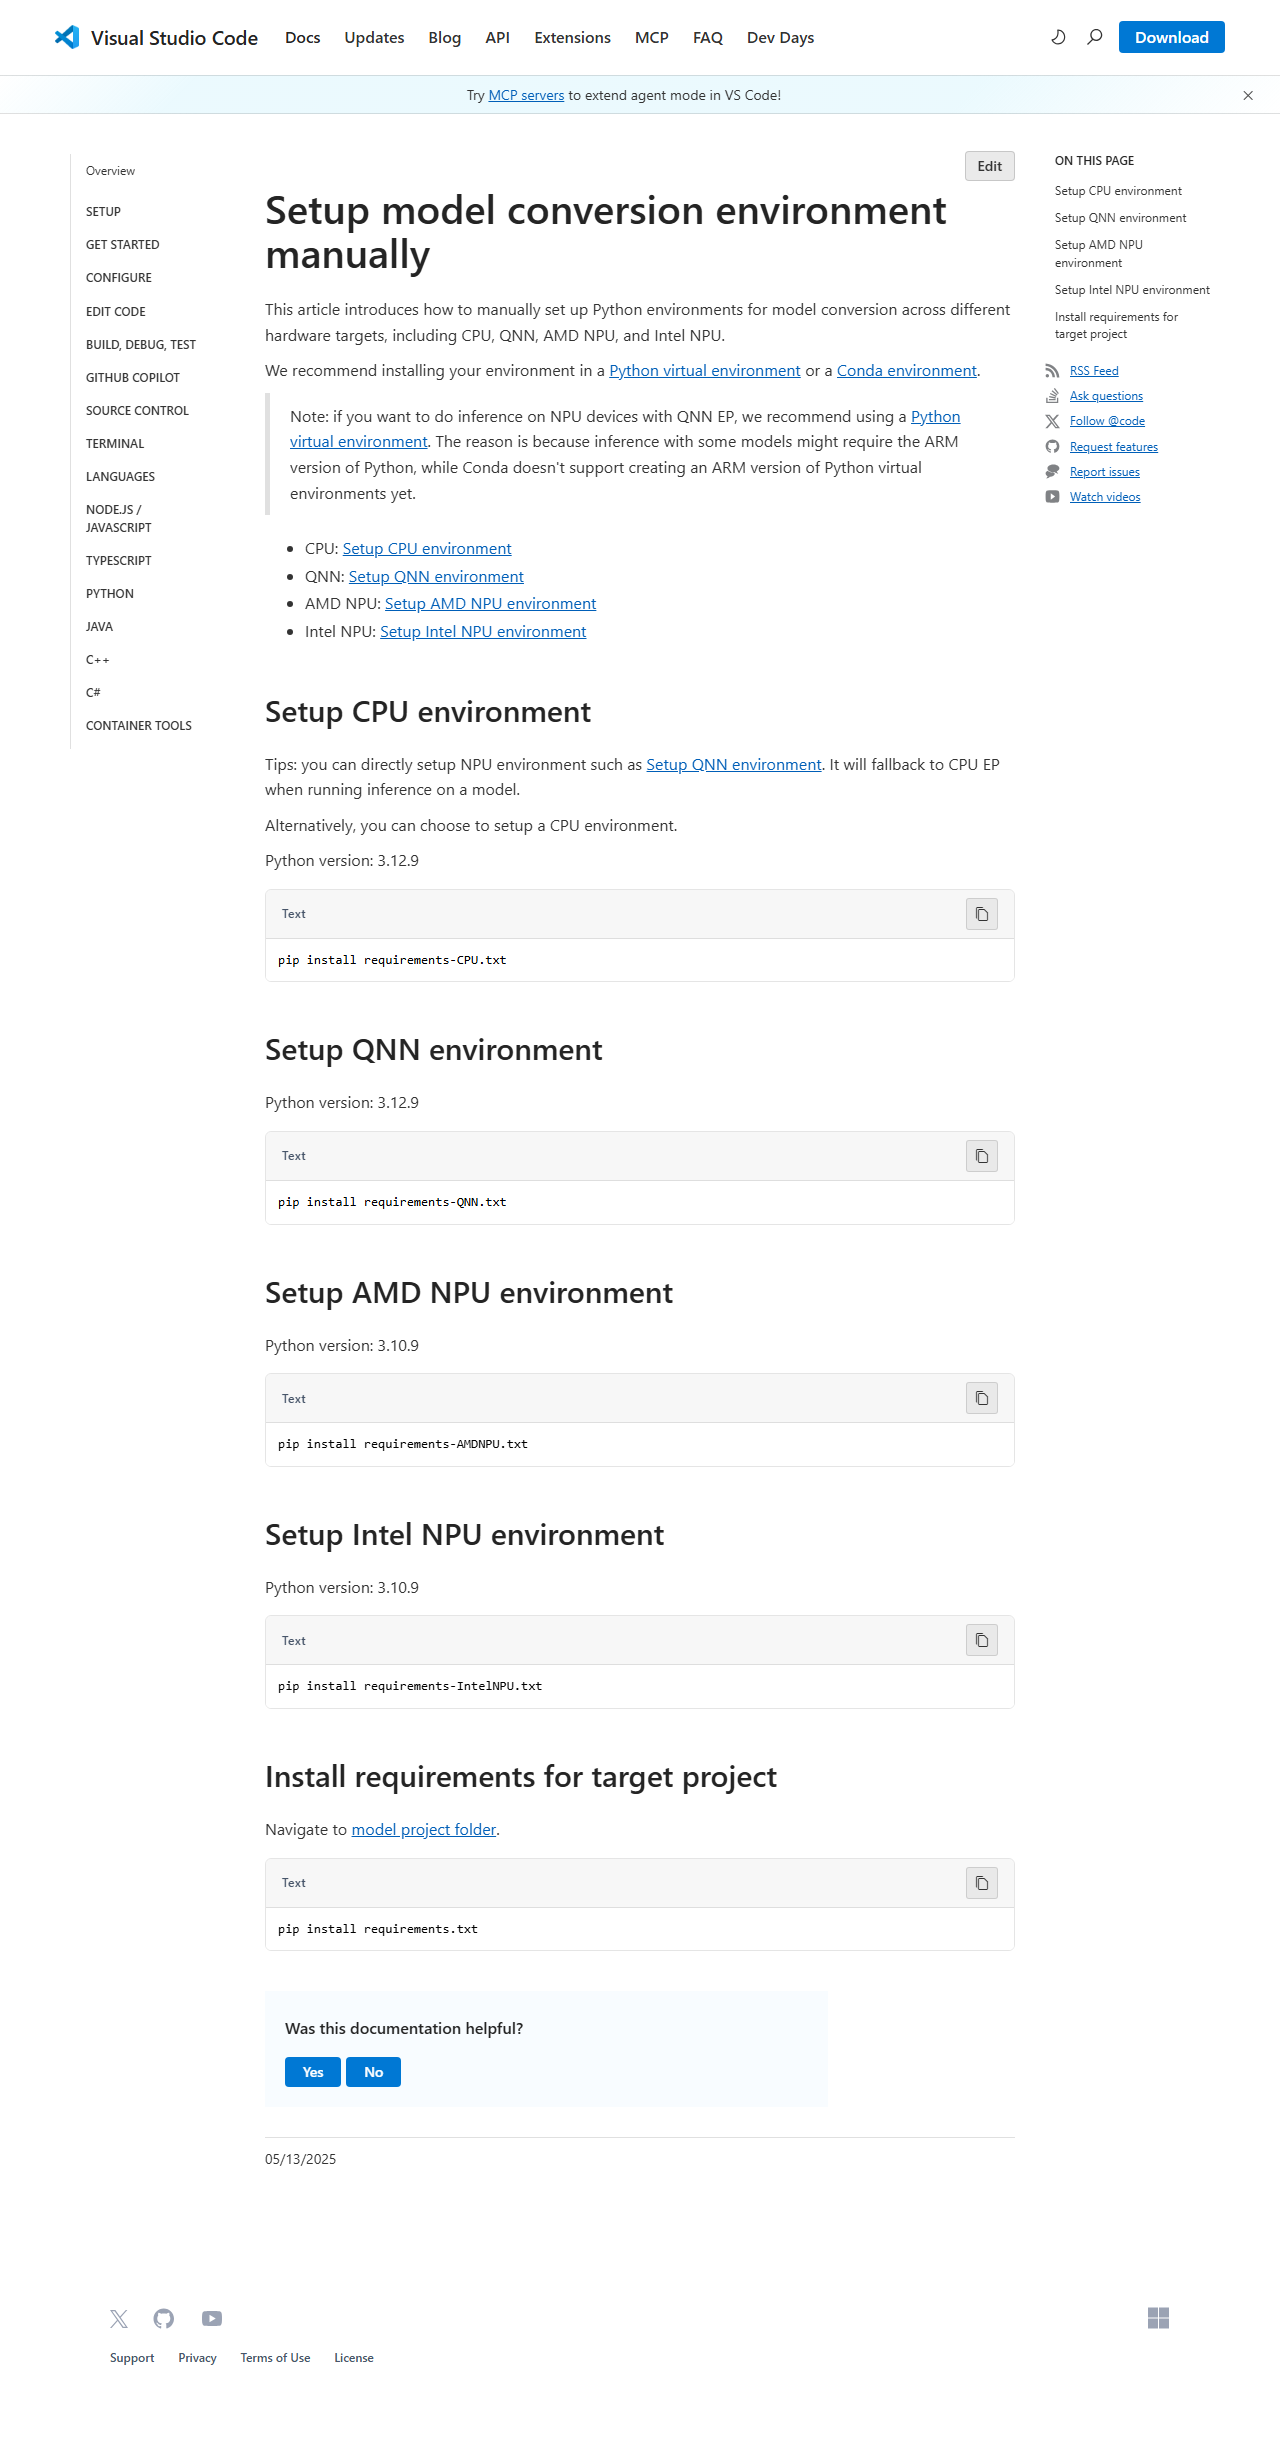 Visual Studio Code Docs Updates Blog API Extensions MCP FAQ Dev Days Download
Try MCP servers to extend agent mode in VS Code!
Overview
SETUP
GET STARTED
CONFIGURE
EDIT CODE
BUILD, DEBUG, TEST
GITHUB COPILOT
SOURCE CONTROL
TERMINAL
LANGUAGES
NODE.JS /
JAVASCRIPT
TYPESCRIPT
PYTHON
JAVA
C++
C#
CONTAINER TOOLS
Edit
Setup model conversion environment
manually
This article introduces how to manually set up Python environments for model conversion across different
hardware targets, including CPU, QNN, AMD NPU, and Intel NPU.
We recommend installing your environment in a Python virtual environment or a Conda environment.
Note: if you want to do inference on NPU devices with QNN EP, we recommend using a Python
virtual environment. The reason is because inference with some models might require the ARM
version of Python, while Conda doesn't support creating an ARM version of Python virtual
environments yet.
• CPU: Setup CPU environment
• QNN: Setup QNN environment
• AMD NPU: Setup AMD NPU environment
• Intel NPU: Setup Intel NPU environment
Setup CPU environment
Tips: you can directly setup NPU environment such as Setup QNN environment. It will fallback to CPU EP
when running inference on a model.
Alternatively, you can choose to setup a CPU environment.
Python version: 3.12.9
Text
pip install requirements-CPU.txt
Setup QNN environment
Python version: 3.12.9
Text
pip install requirements-QNN.txt
Setup AMD NPU environment
Python version: 3.10.9
Text
pip install requirements-AMDNPU.txt
Setup Intel NPU environment
Python version: 3.10.9
Text
pip install requirements-IntelNPU.txt
Install requirements for target project
Navigate to model project folder.
Text
pip install requirements.txt
Was this documentation helpful?
Yes No
05/13/2025
ON THIS PAGE
Setup CPU environment
Setup QNN environment
Setup AMD NPU
environment
Setup Intel NPU environment
Install requirements for
target project
RSS Feed
Ask questions
Follow @code
Request features
Report issues
Watch videos
Support Privacy Terms of Use License